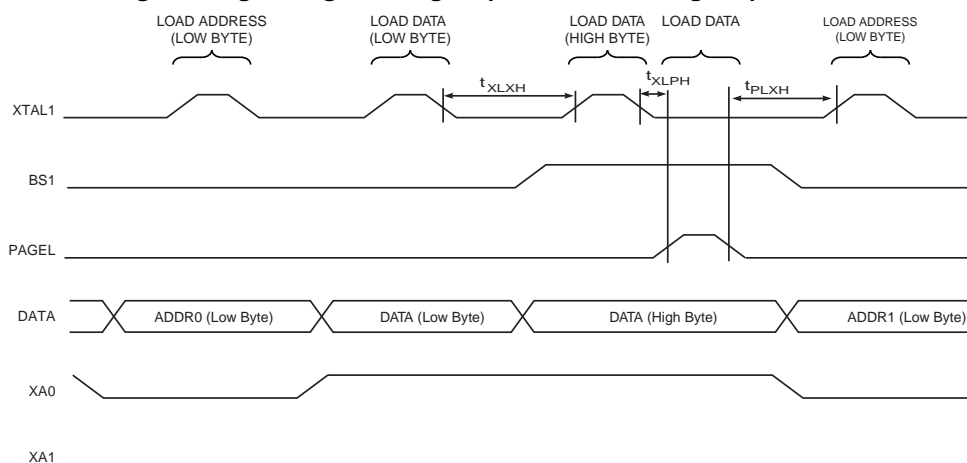 LOAD ADDRESS
(LOW BYTE)
LOAD DATA
(LOW BYTE)
LOAD DATA
(HIGH BYTE)
LOAD DATA
LOAD ADDRESS
(LOW BYTE)
tXLXH
tXLPH
tPLXH
XTAL1
BS1
PAGEL
DATA
ADDR0 (Low Byte)
DATA (Low Byte)
DATA (High Byte)
ADDR1 (Low Byte)
XA0
XA1